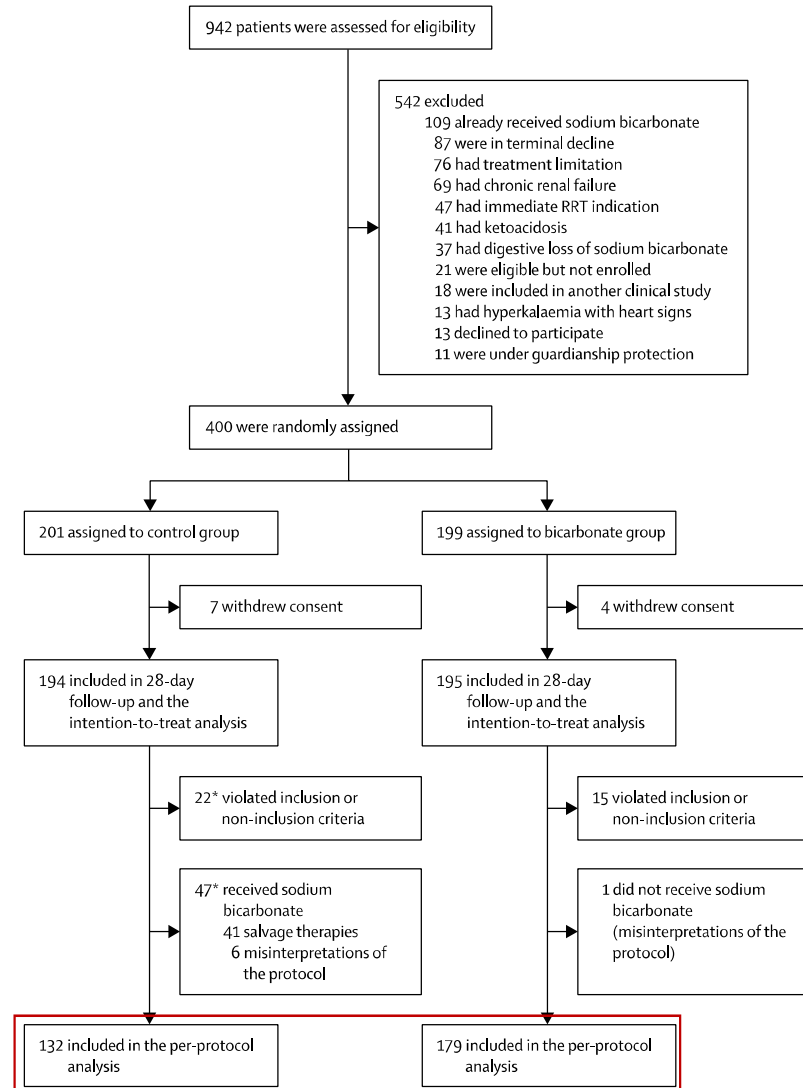 942 patients were assessed for eligibility
542 excluded
109 already received sodium bicarbonate
87 were in terminal decline
76 had treatment limitation
69 had chronic renal failure
47 had immediate RRT indication
41 had ketoacidosis
37 had digestive loss of sodium bicarbonate
21 were eligible but not enrolled
18 were included in another clinical study
13 had hyperkalaemia with heart signs
13 declined to participate
11 were under guardianship protection
400 were randomly assigned
201 assigned to control group
199 assigned to bicarbonate group
7 withdrew consent
4 withdrew consent
194 included in 28-day
follow-up and the
intention-to-treat analysis
195 included in 28-day
follow-up and the
intention-to-treat analysis
22* violated inclusion or
non-inclusion criteria
15 violated inclusion or
non-inclusion criteria
47* received sodium
bicarbonate
41 salvage therapies
6 misinterpretations of
the protocol
1 did not receive sodium
bicarbonate
(misinterpretations of the
protocol)
132 included in the per-protocol
analysis
179 included in the per-protocol
analysis